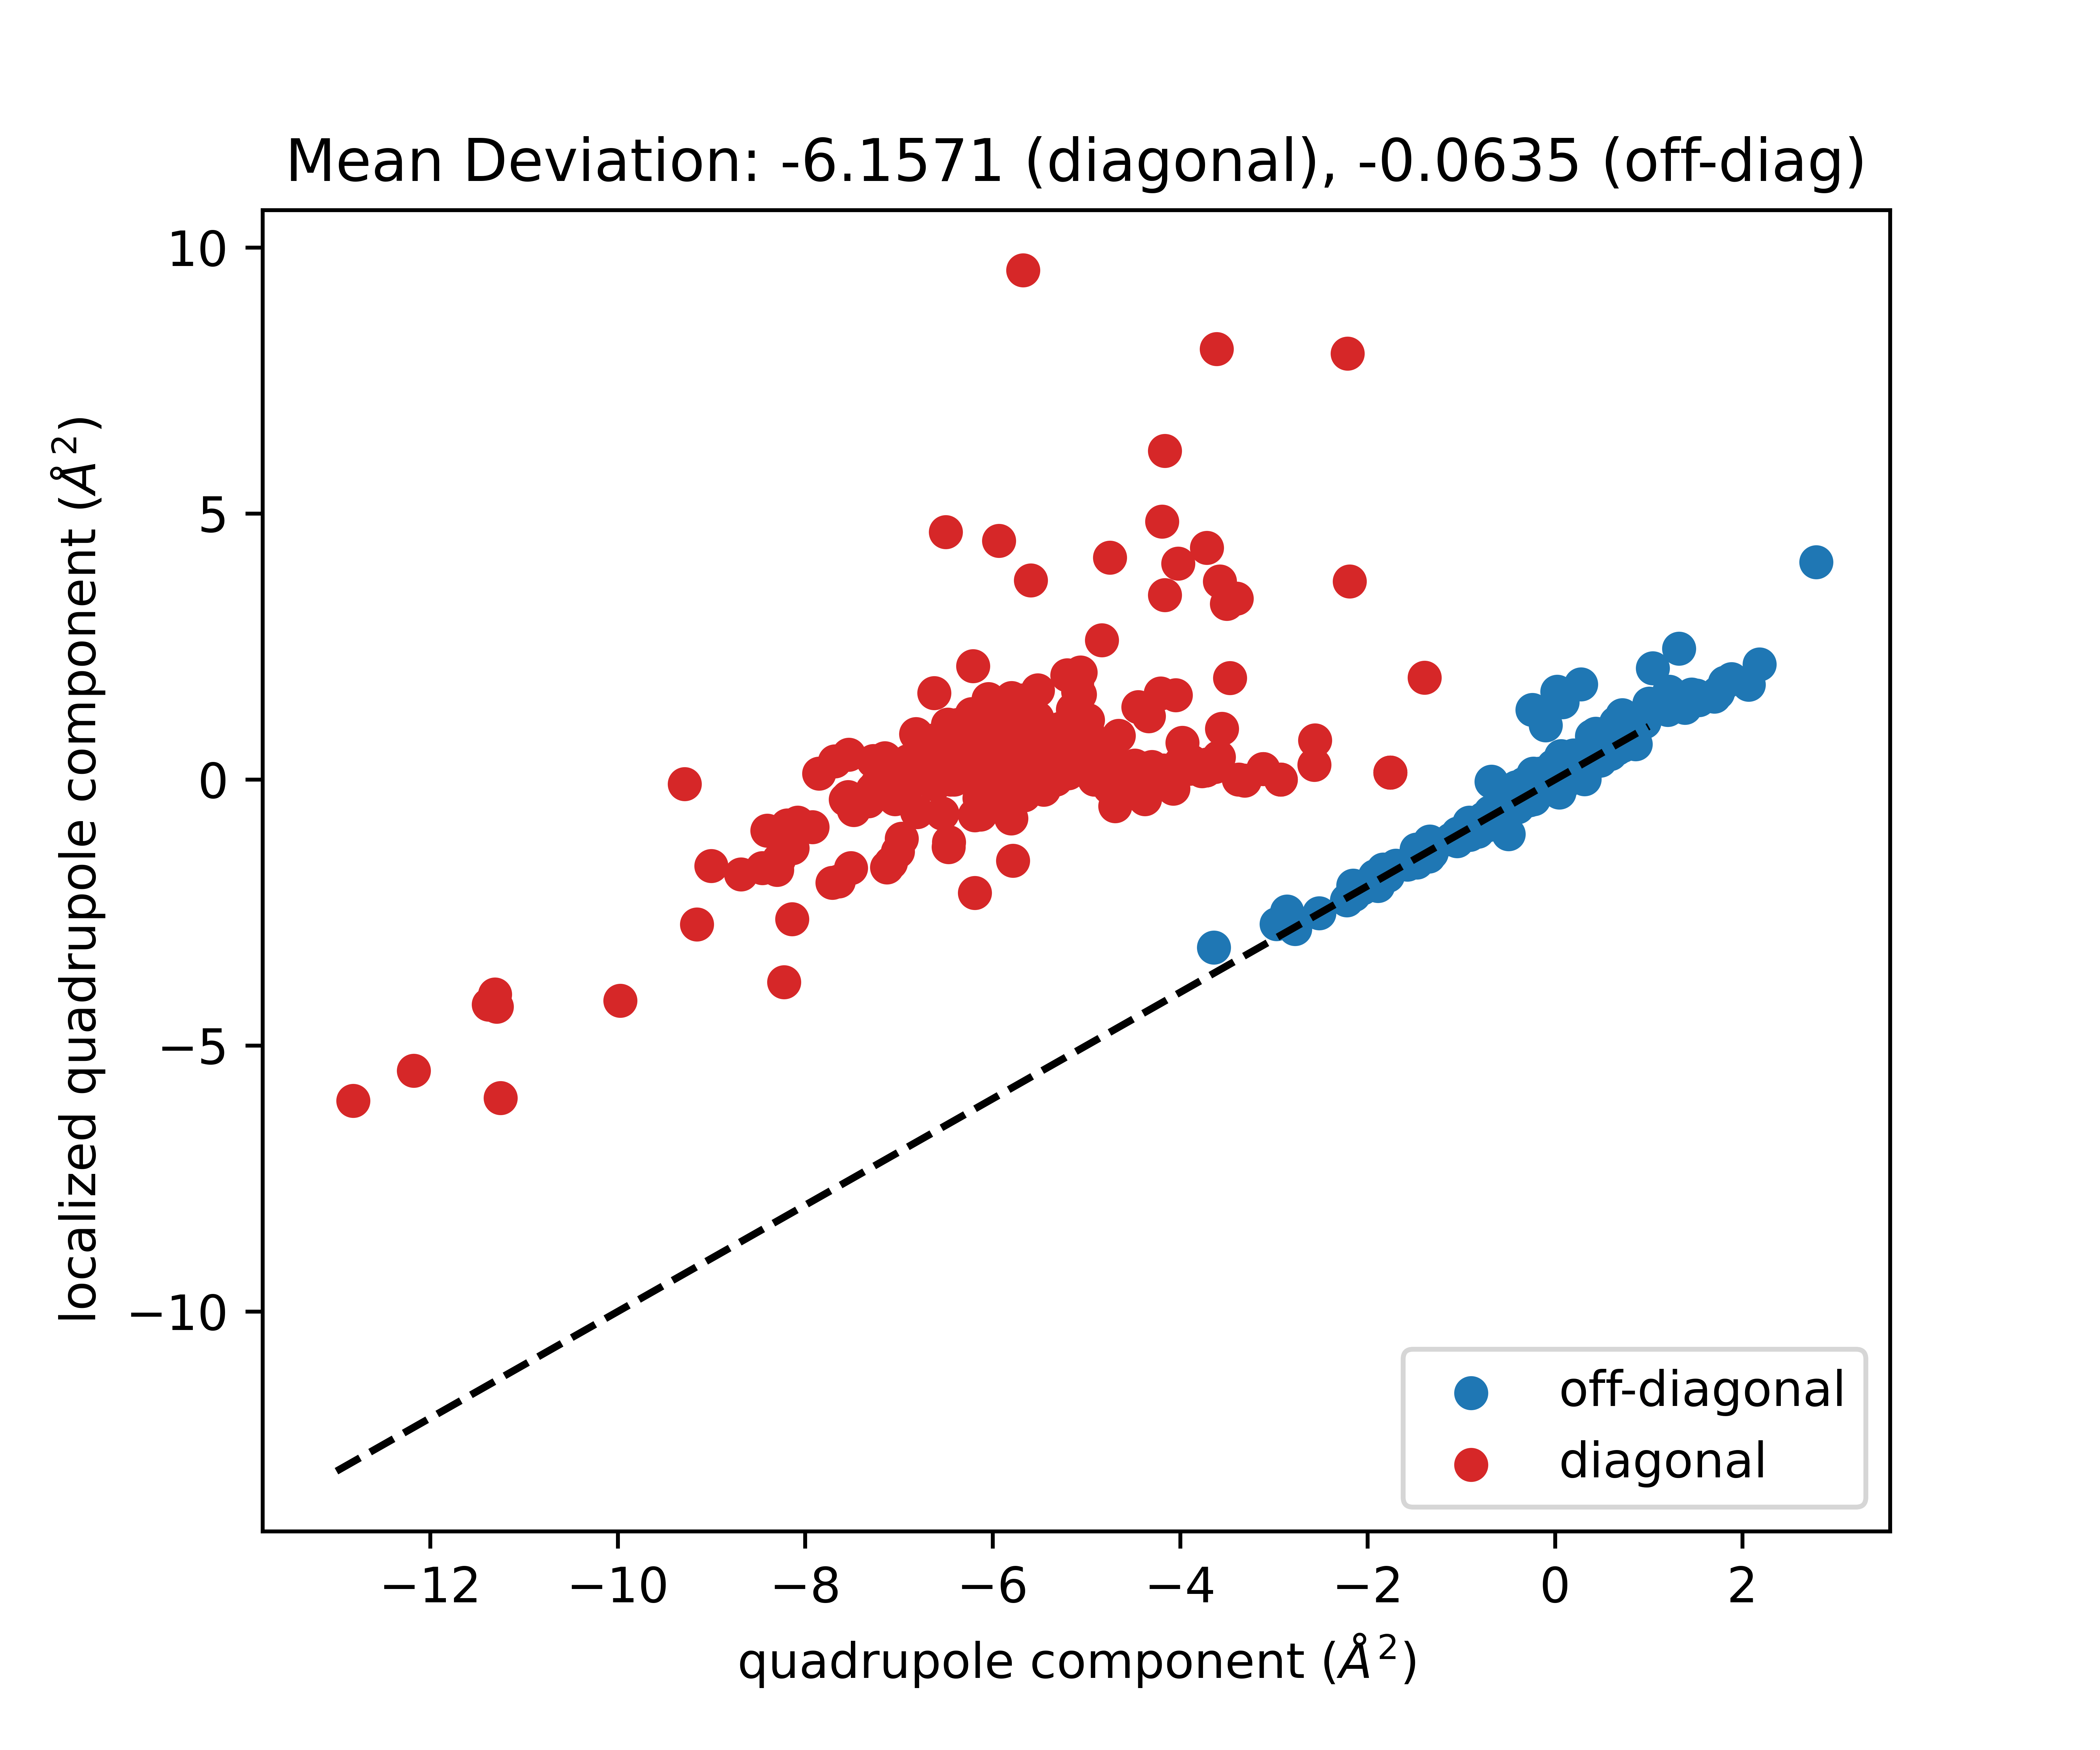 Mean Deviation: -6.1571 (diagonal), -0.0635 (off-diag)
10
5
0
−5
−10
localized quadrupole component (Å²)
off-diagonal
diagonal
−12 −10 −8 −6 −4 −2 0 2
quadrupole component (Å²)